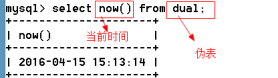 mysql> select now() from dual;
+---------------------+
| now() |
当前时间
伪表
+---------------------+
| 2016-04-15 15:13:14 |
+---------------------+